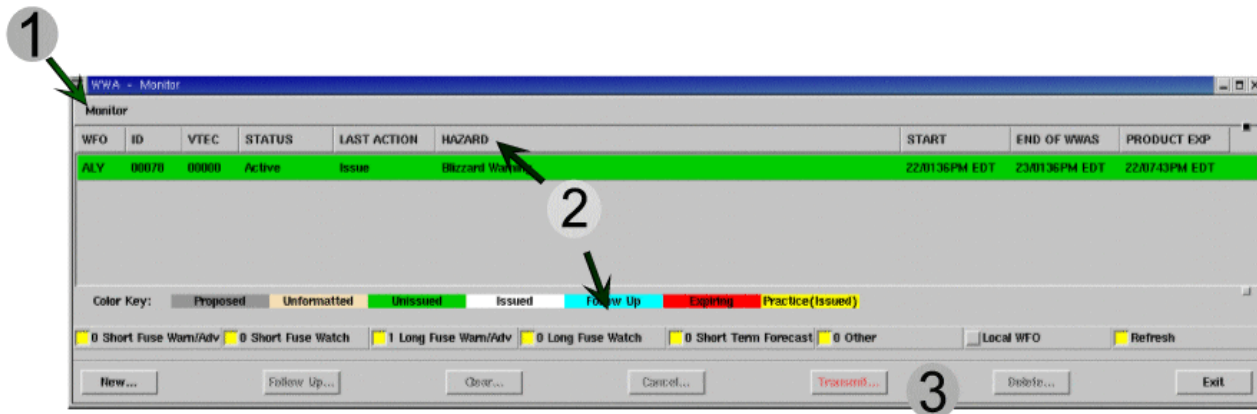 1
WWA - Monitor
Monitor
WFO ID VTEC STATUS LAST ACTION HAZARD START END OF WWAS PRODUCT EXP
ALY 00070 00000 Active Issue Blizzard Warning 22/0136PM EDT 23/0136PM EDT 22/0743PM EDT
2
Color Key: Proposed Unformatted Unissued Issued Follow Up Expiring Practice(Issued)
0 Short Fuse Warn/Adv 0 Short Fuse Watch 1 Long Fuse Warn/Adv 0 Long Fuse Watch 0 Short Term Forecast 0 Other Local WFO Refresh
New... Follow Up... Clear... Cancel... Transmit... Delete... Exit
3